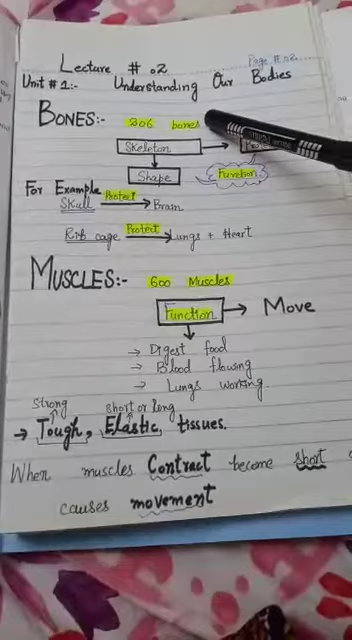 Lecture # .02
Page # .02
Unit # 1:- Understanding Our Bodies
BONES:- 206 bones
Skeleton
Shape
Function
For Example
Skull Protect Brain
Rib cage Protect Lungs + Heart
MUSCLES:- 600 Muscles
Function Move
Digest food
Blood flowing
Lungs working
Strong short or long
Tough, Elastic tissues.
When muscles Contract become short
causes movement